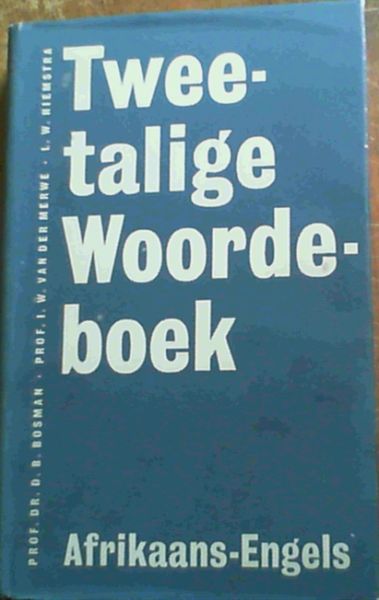 Twee-
talige
Woorde-
boek
PROF. DR. D. B. BOSMAN · PROF. I. W. VAN DER MERWE · L. W. HIEMSTRA
Afrikaans-Engels